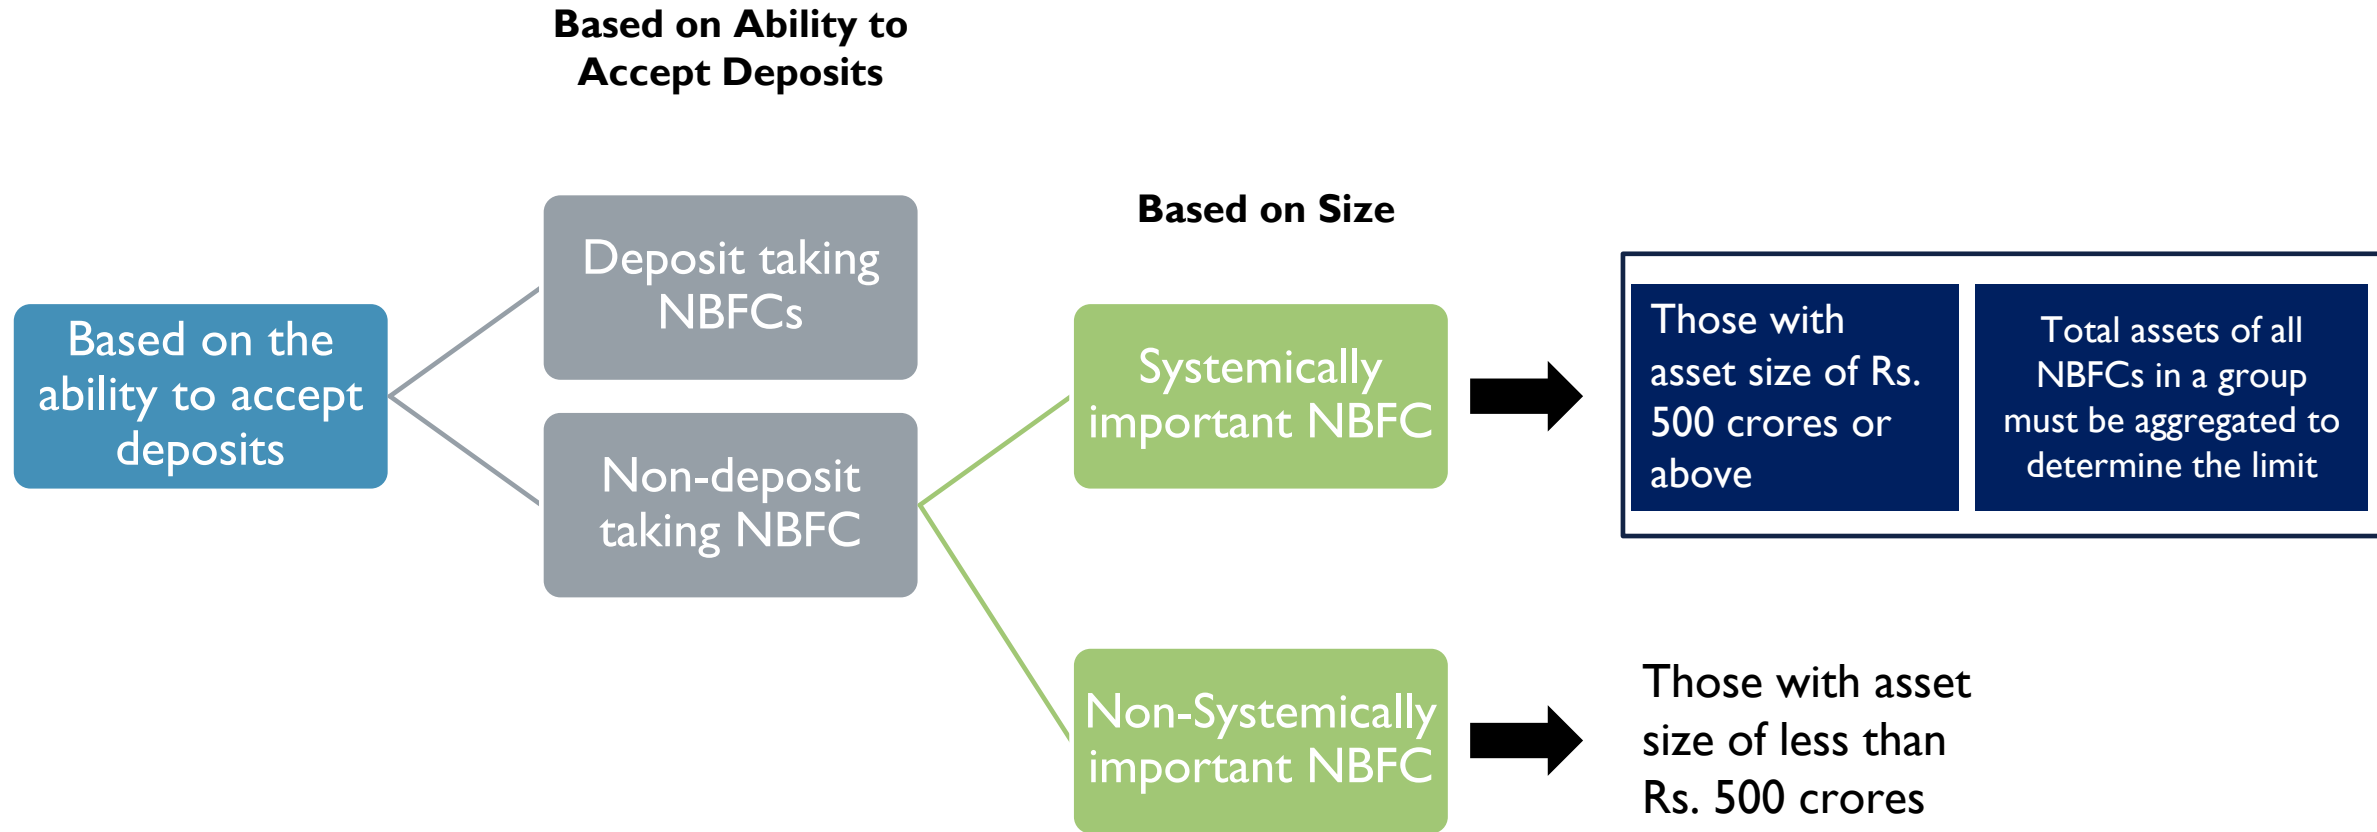 Based on Ability to
Accept Deposits
Based on the
ability to accept
deposits
Deposit taking
NBFCs
Non-deposit
taking NBFC
Based on Size
Systemically
important NBFC
Non-Systemically
important NBFC
Those with
asset size of Rs.
500 crores or
above
Total assets of all
NBFCs in a group
must be aggregated to
determine the limit
Those with asset
size of less than
Rs. 500 crores